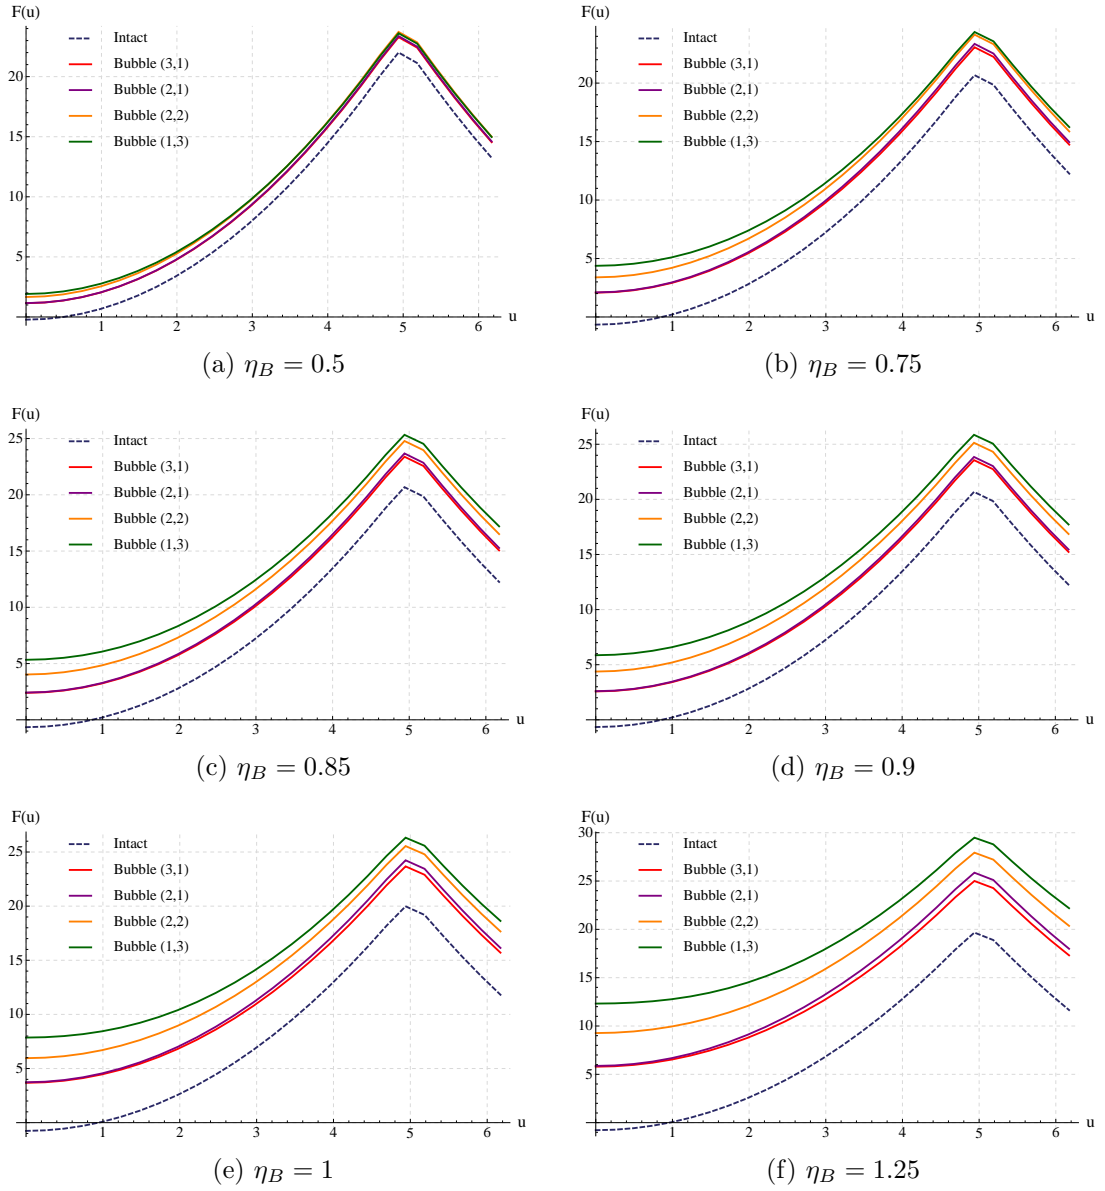 F(u)
Intact
Bubble (3,1)
Bubble (2,1)
Bubble (2,2)
Bubble (1,3)
20
15
10
5
1 2 3 4 5 6 u
(a) η_B = 0.5
F(u)
Intact
Bubble (3,1)
Bubble (2,1)
Bubble (2,2)
Bubble (1,3)
20
15
10
5
1 2 3 4 5 6 u
(b) η_B = 0.75
F(u)
25
Intact
Bubble (3,1)
Bubble (2,1)
Bubble (2,2)
Bubble (1,3)
20
15
10
5
1 2 3 4 5 6 u
(c) η_B = 0.85
F(u)
25
Intact
Bubble (3,1)
Bubble (2,1)
Bubble (2,2)
Bubble (1,3)
20
15
10
5
1 2 3 4 5 6 u
(d) η_B = 0.9
F(u)
25
Intact
Bubble (3,1)
Bubble (2,1)
Bubble (2,2)
Bubble (1,3)
20
15
10
5
1 2 3 4 5 6 u
(e) η_B = 1
F(u)
30
Intact
Bubble (3,1)
Bubble (2,1)
Bubble (2,2)
Bubble (1,3)
25
20
15
10
5
1 2 3 4 5 6 u
(f) η_B = 1.25